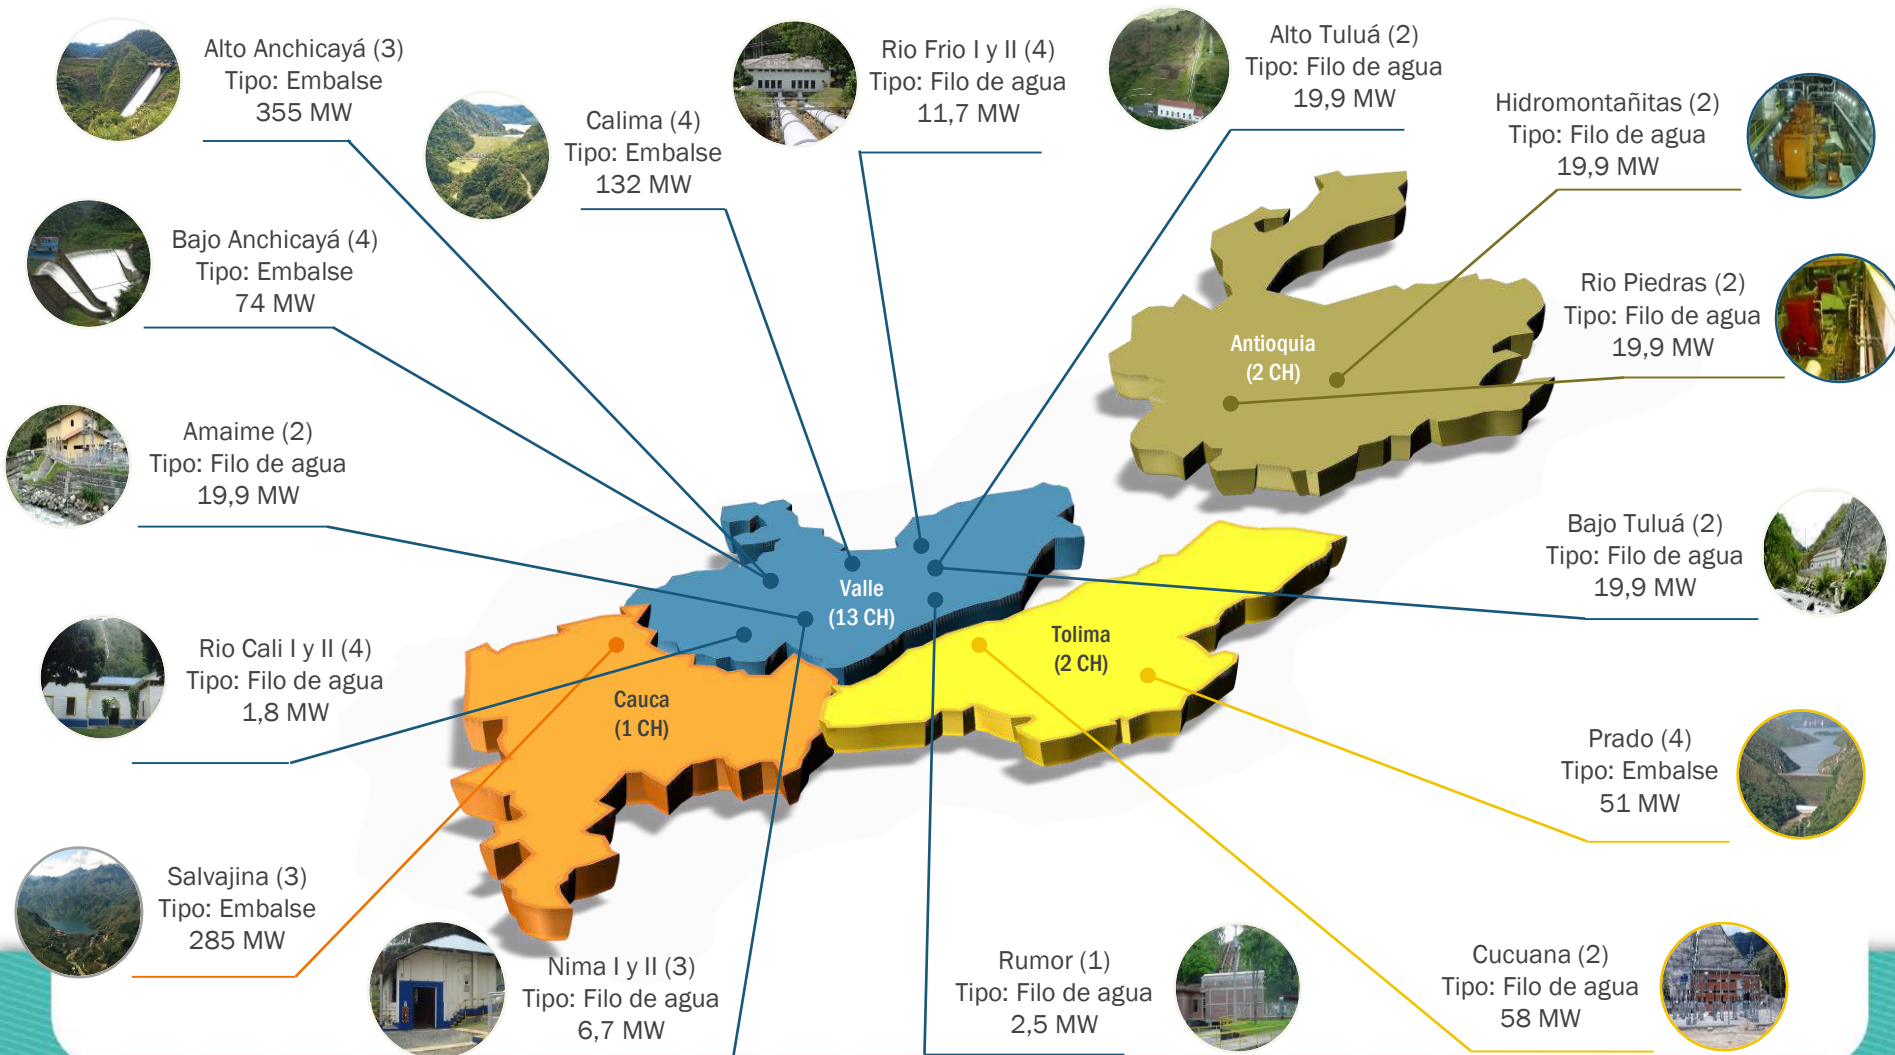 Alto Anchicayá (3)
Tipo: Embalse
355 MW
Calima (4)
Tipo: Embalse
132 MW
Rio Frio I y II (4)
Tipo: Filo de agua
11,7 MW
Alto Tuluá (2)
Tipo: Filo de agua
19,9 MW
Hidromontañitas (2)
Tipo: Filo de agua
19,9 MW
Bajo Anchicayá (4)
Tipo: Embalse
74 MW
Rio Piedras (2)
Tipo: Filo de agua
19,9 MW
Antioquia
(2 CH)
Amaime (2)
Tipo: Filo de agua
19,9 MW
Bajo Tuluá (2)
Tipo: Filo de agua
19,9 MW
Valle
(13 CH)
Tolima
(2 CH)
Rio Cali I y II (4)
Tipo: Filo de agua
1,8 MW
Cauca
(1 CH)
Prado (4)
Tipo: Embalse
51 MW
Salvajina (3)
Tipo: Embalse
285 MW
Nima I y II (3)
Tipo: Filo de agua
6,7 MW
Rumor (1)
Tipo: Filo de agua
2,5 MW
Cucuana (2)
Tipo: Filo de agua
58 MW